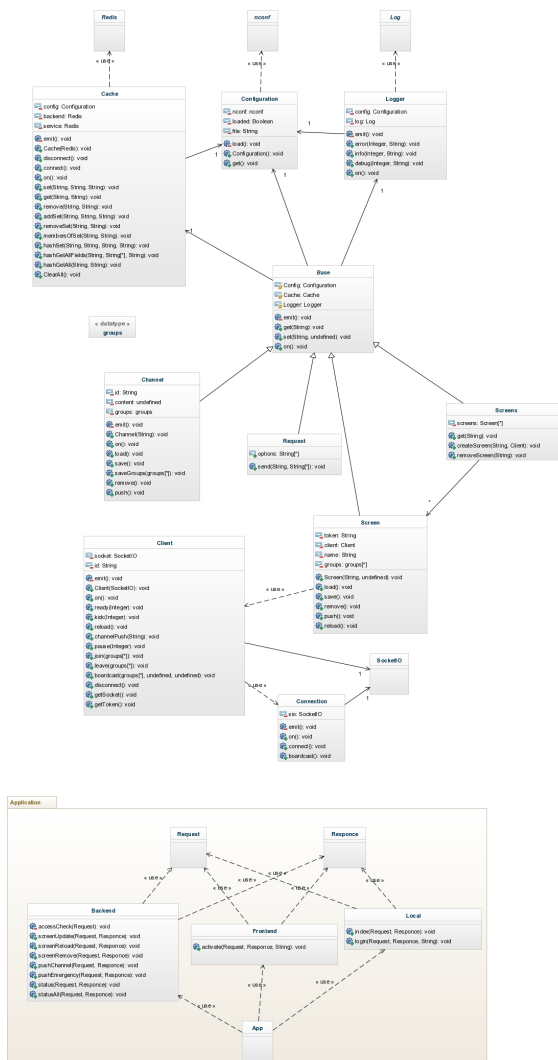 Redis
nconf
Log
« use »
« use »
« use »
Cache
config: Configuration
backend: Redis
service: Redis
emit(): void
Cache(Redis): void
disconnect(): void
connect(): void
on(): void
set(String, String, String): void
get(String, String): void
remove(String, String): void
addSet(String, String, String): void
removeSet(String, String): void
membersOfSet(String, String): void
hashSet(String, String, String, String): void
hashGetAllFields(String, String[*], String): void
hashGetAll(String, String): void
ClearAll(): void
Configuration
nconf: nconf
loaded: Boolean
file: String
load(): void
Configuration(): void
get(): void
Logger
config: Configuration
log: Log
emit(): void
error(Integer, String): void
info(Integer, String): void
debug(Integer, String): void
on(): void
1
1
1
1
1
Base
Config: Configuration
Cache: Cache
Logger: Logger
emit(): void
get(String): void
set(String, undefined): void
on(): void
« datatype »
groups
Channel
id: String
content: undefined
groups: groups
emit(): void
Channel(String): void
on(): void
load(): void
save(): void
saveGroups(groups[*]): void
remove(): void
push(): void
Request
options: String[*]
send(String, String[*]): void
Screens
screens: Screen[*]
get(String): void
createScreen(String, Client): void
removeScreen(String): void
*
Screen
token: String
client: Client
name: String
groups: groups[*]
Screen(String, undefined): void
load(): void
save(): void
remove(): void
push(): void
reload(): void
Client
socket: SocketIO
id: String
emit(): void
Client(SocketIO): void
on(): void
ready(Integer): void
kick(Integer): void
reload(): void
channelPush(String): void
pause(Integer): void
join(groups[*]): void
leave(groups[*]): void
boardcast(groups[*], undefined, undefined): void
disconnect(): void
getSocket(): void
getToken(): void
« use »
SocketIO
1
1
« use »
Connection
sio: SocketIO
emit(): void
on(): void
connect(): void
boardcast(): void
Application
Request
Responce
« use »
« use »
« use »
« use »
« use »
« use »
Backend
accessCheck(Request): void
screenUpdate(Request, Responce): void
screenReload(Request, Responce): void
screenRemove(Request, Responce): void
pushChannel(Request, Responce): void
pushEmergency(Request, Responce): void
status(Request, Responce): void
statusAll(Request, Responce): void
Frontend
activate(Request, Responce, String): void
Local
index(Request, Responce): void
login(Request, Responce, String): void
« use »
« use »
« use »
App